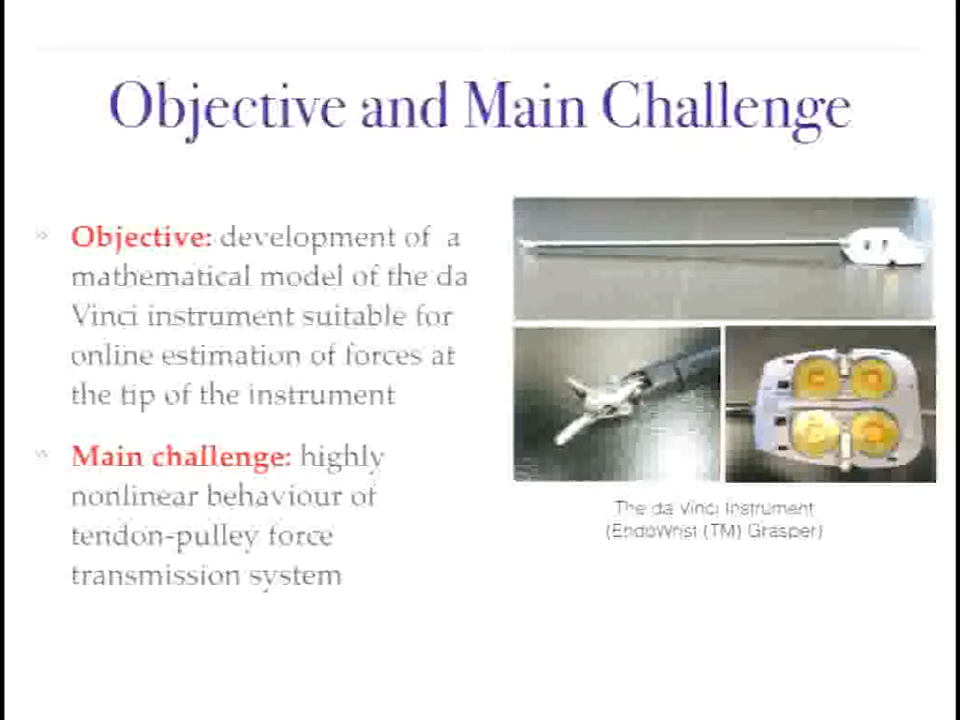 Objective and Main Challenge
» Objective: development of a
mathematical model of the da
Vinci instrument suitable for
online estimation of forces at
the tip of the instrument
» Main challenge: highly
nonlinear behaviour of
tendon-pulley force
transmission system
The da Vinci Instrument
(EndoWrist (TM) Grasper)